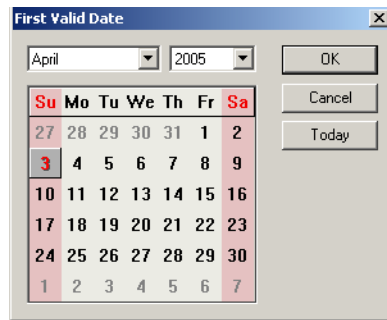 First Valid Date
April 2005 OK
Su Mo Tu We Th Fr Sa Cancel
27 28 29 30 31 1 2 Today
3 4 5 6 7 8 9
10 11 12 13 14 15 16
17 18 19 20 21 22 23
24 25 26 27 28 29 30
1 2 3 4 5 6 7